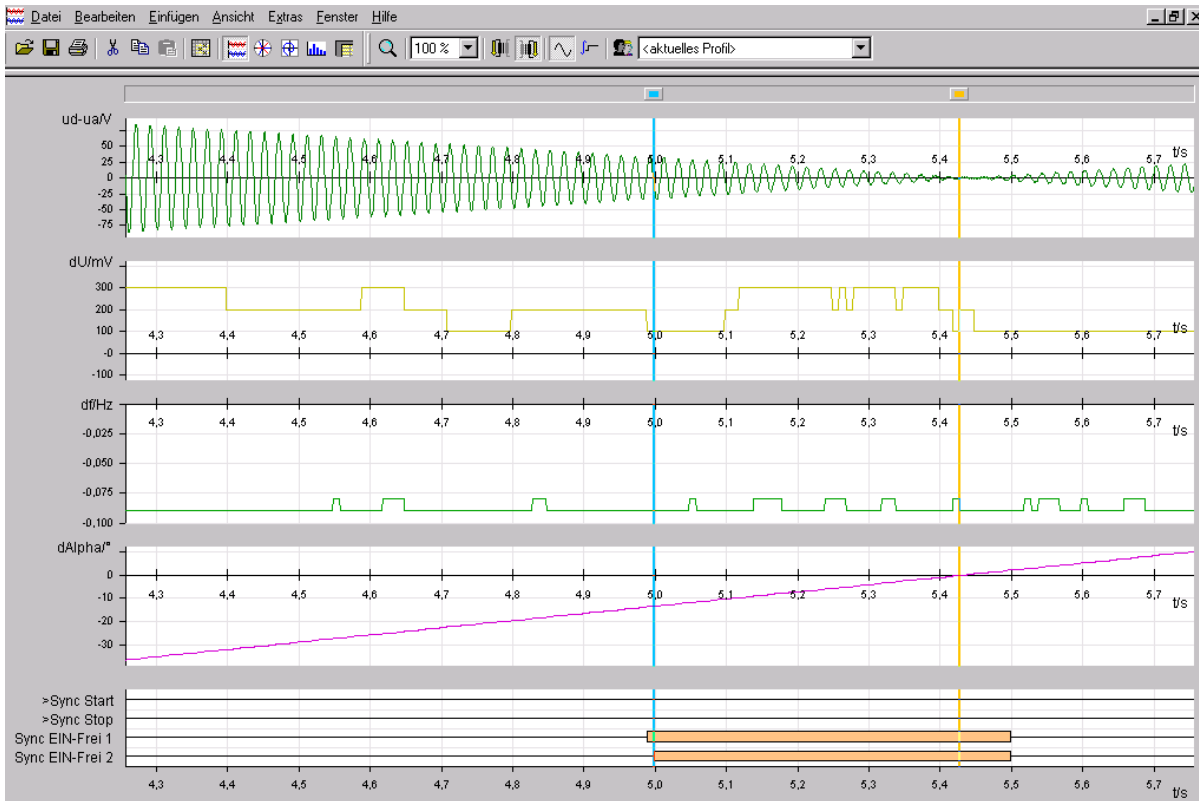 Datei Bearbeiten Einfügen Ansicht Extras Fenster Hilfe
100 % <aktuelles Profil>
ud-ua/V
50
25
0
-25
-50
-75
4,3 4,4 4,5 4,6 4,7 4,8 4,9 5,0 5,1 5,2 5,3 5,4 5,5 5,6 5,7 t/s
dU/mV
300
200
100
-0
-100
4,3 4,4 4,5 4,6 4,7 4,8 4,9 5,0 5,1 5,2 5,3 5,4 5,5 5,6 5,7 t/s
df/Hz
-0,025
-0,050
-0,075
-0,100
4,3 4,4 4,5 4,6 4,7 4,8 4,9 5,0 5,1 5,2 5,3 5,4 5,5 5,6 5,7 t/s
dAlpha/°
0
-10
-20
-30
4,3 4,4 4,5 4,6 4,7 4,8 4,9 5,0 5,1 5,2 5,3 5,4 5,5 5,6 5,7 t/s
>Sync Start
>Sync Stop
Sync EIN-Frei 1
Sync EIN-Frei 2
4,3 4,4 4,5 4,6 4,7 4,8 4,9 5,0 5,1 5,2 5,3 5,4 5,5 5,6 5,7 t/s